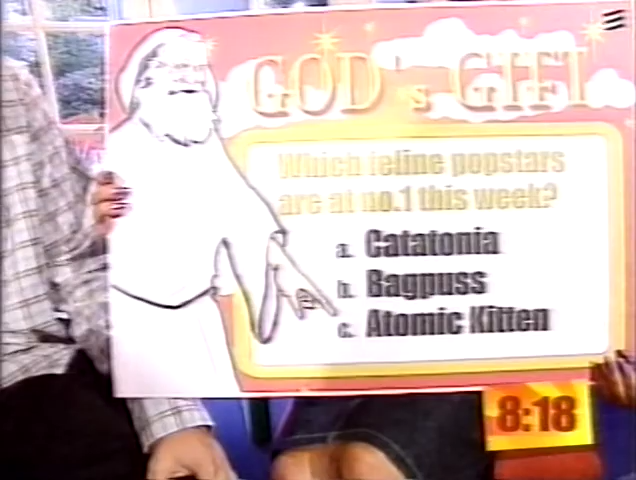 GOD's GIFT
Which feline popstars
are at no.1 this week?
a. Catatonia
b. Bagpuss
c. Atomic Kitten
8:18